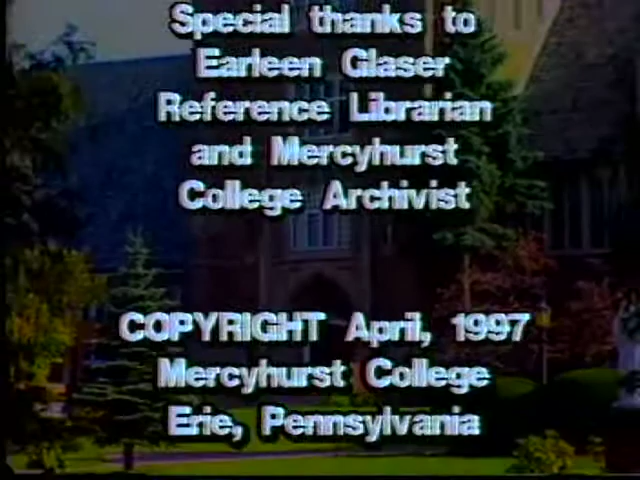 Special thanks to
Earleen Glaser
Reference Librarian
and Mercyhurst
College Archivist
COPYRIGHT April, 1997
Mercyhurst College
Erie, Pennsylvania